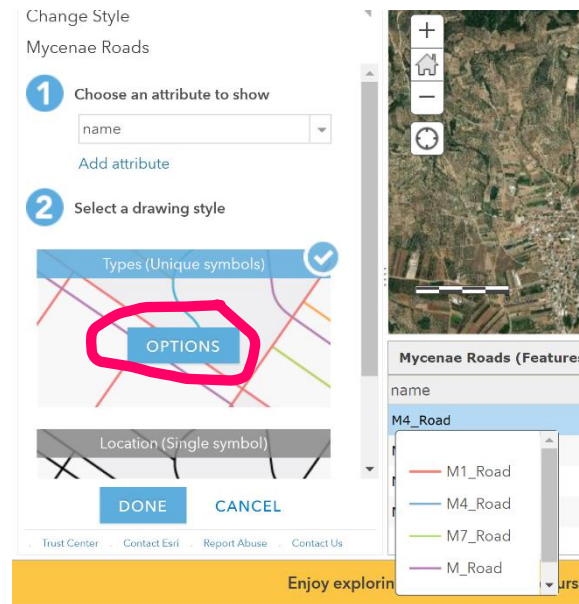 Change Style
Mycenae Roads
1 Choose an attribute to show
name
Add attribute
2 Select a drawing style
Types (Unique symbols)
OPTIONS
Location (Single symbol)
DONE CANCEL
Trust Center . Contact Esri . Report Abuse . Contact Us
Mycenae Roads (Features
name
M4_Road
M1_Road
M4_Road
M7_Road
M_Road
Enjoy explorin
urs